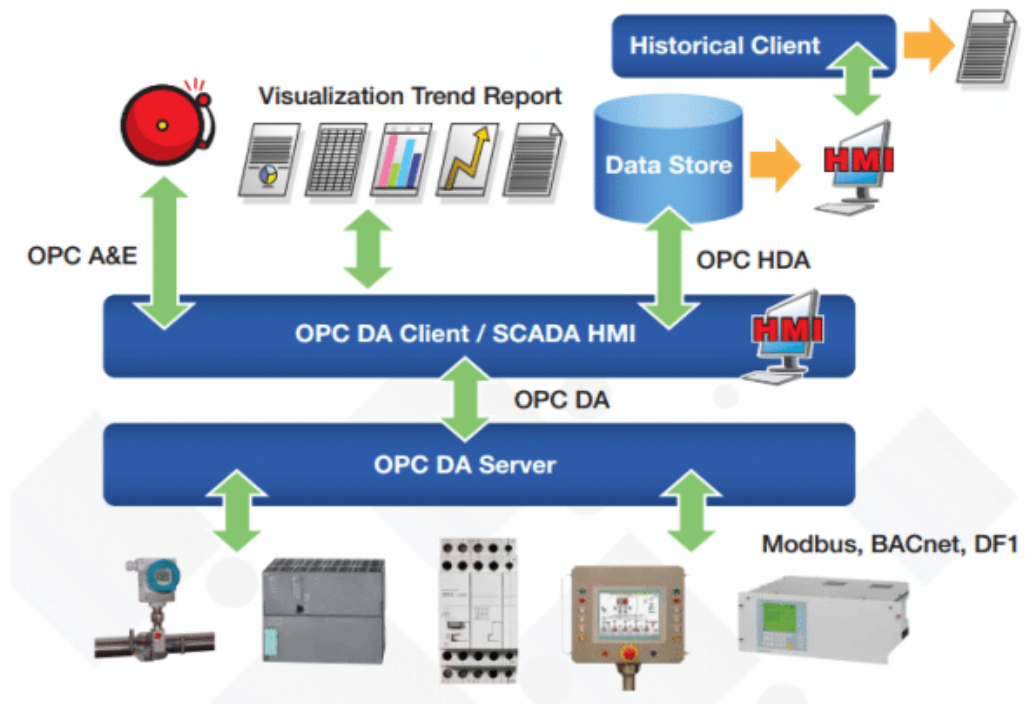 Historical Client
Visualization Trend Report
Data Store
HMI
OPC A&E
OPC HDA
OPC DA Client / SCADA HMI
HMI
OPC DA
OPC DA Server
Modbus, BACnet, DF1